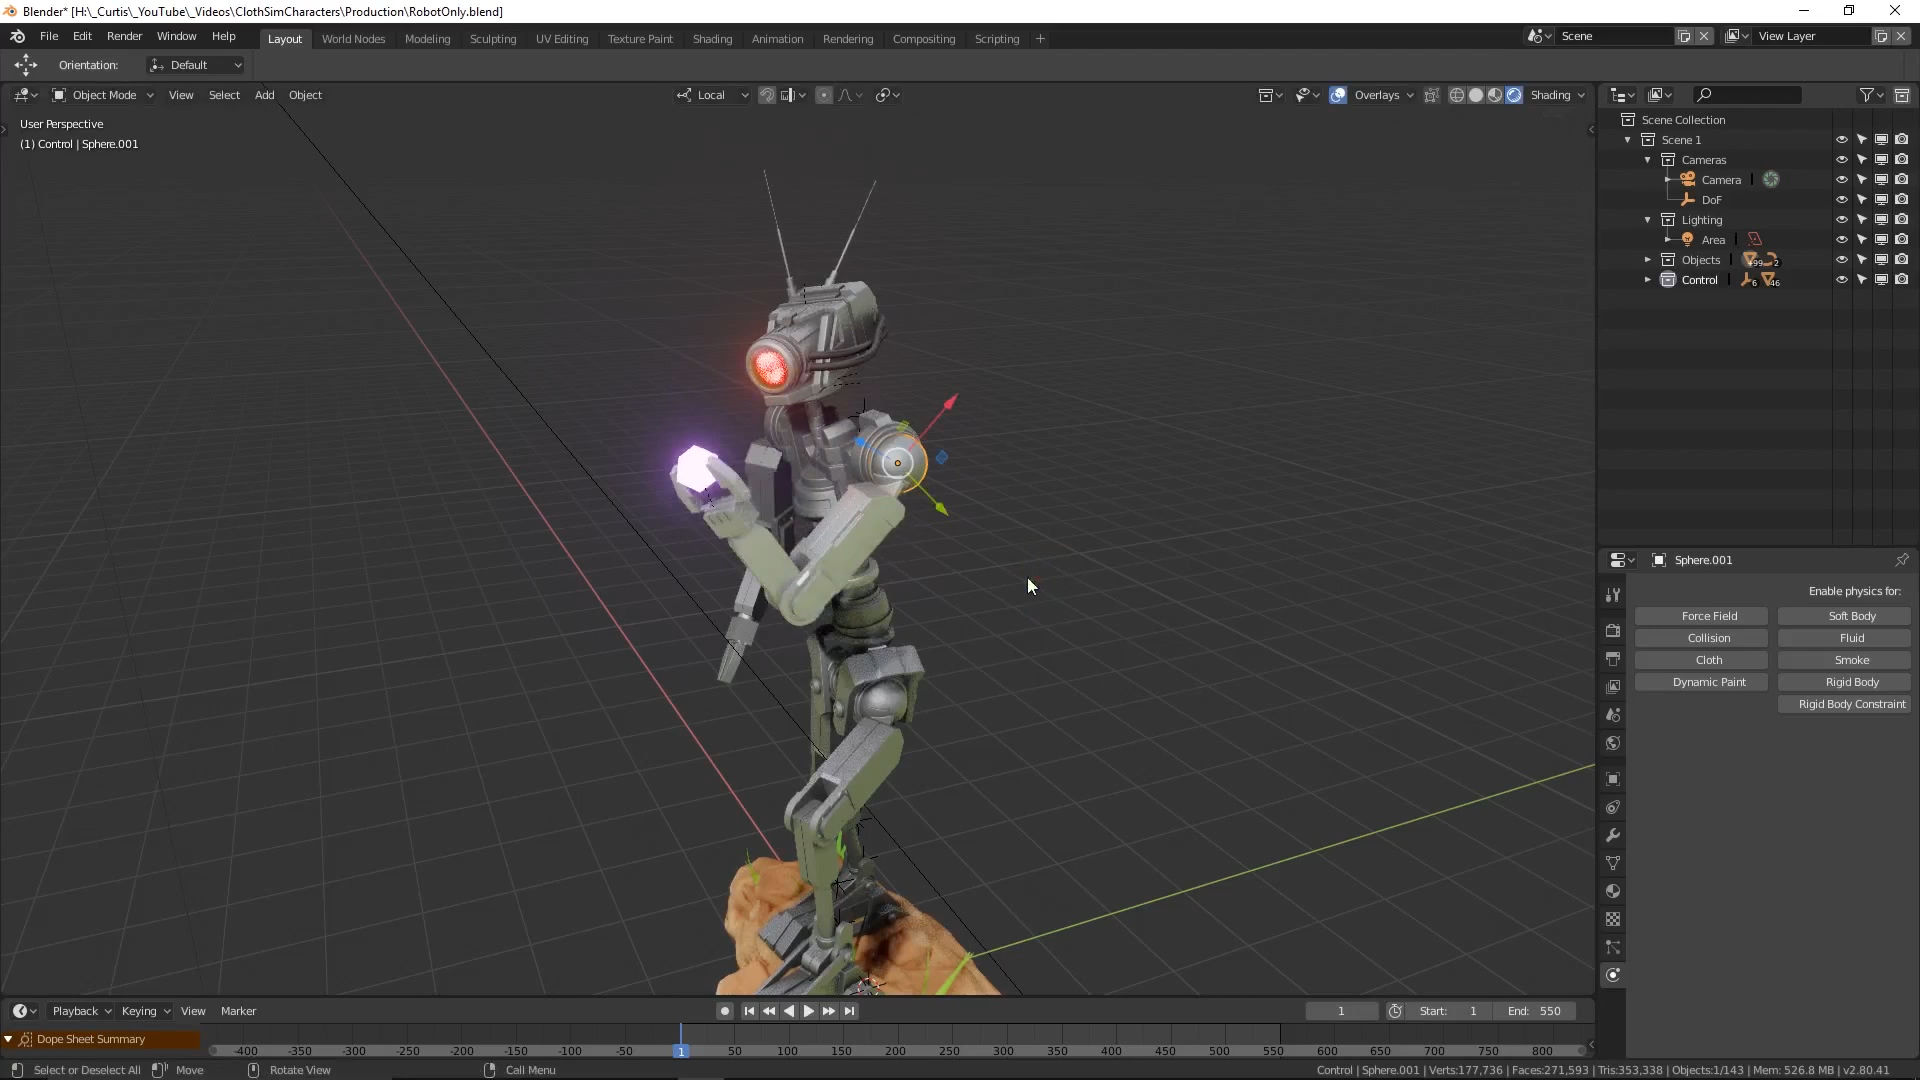 Blender* [H:\_Curtis\_YouTube\_Videos\ClothSimCharacters\Production\RobotOnly.blend]
File Edit Render Window Help Layout World Nodes Modeling Sculpting UV Editing Texture Paint Shading Animation Rendering Compositing Scripting + Scene View Layer
Orientation: Default
Object Mode View Select Add Object Local Overlays Shading
User Perspective
(1) Control | Sphere.001
Scene Collection
Scene 1
Cameras
Camera
DoF
Lighting
Area
Objects +99 2
Control 6 46
Sphere.001
Enable physics for:
Force Field Soft Body
Collision Fluid
Cloth Smoke
Dynamic Paint Rigid Body
Rigid Body Constraint
Playback Keying View Marker 1 Start: 1 End: 550
Dope Sheet Summary
-400 -350 -300 -250 -200 -150 -100 -50 1 50 100 150 200 250 300 350 400 450 500 550 600 650 700 750 800
Select or Deselect All Move Rotate View Call Menu Control | Sphere.001 | Verts:177,736 | Faces:271,593 | Tris:353,338 | Objects:1/143 | Mem: 526.8 MB | v2.80.41